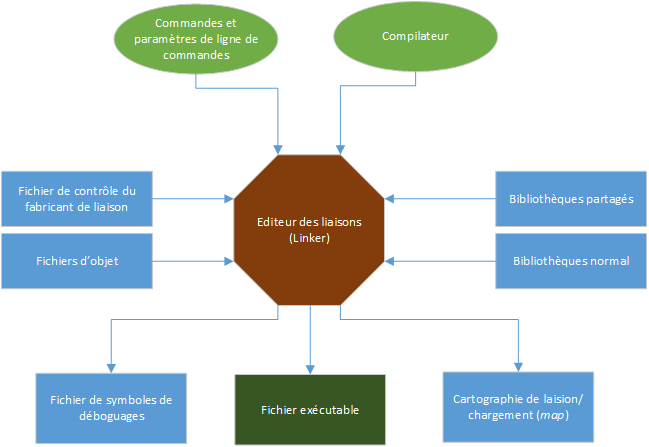 Commandes et
paramètres de ligne de
commandes
Compilateur
Fichier de contrôle du
fabricant de liaison
Editeur des liaisons
(Linker)
Bibliothèques partagés
Fichiers d’objet
Bibliothèques normal
Fichier de symboles de
déboguages
Fichier exécutable
Cartographie de laision/
chargement (map)